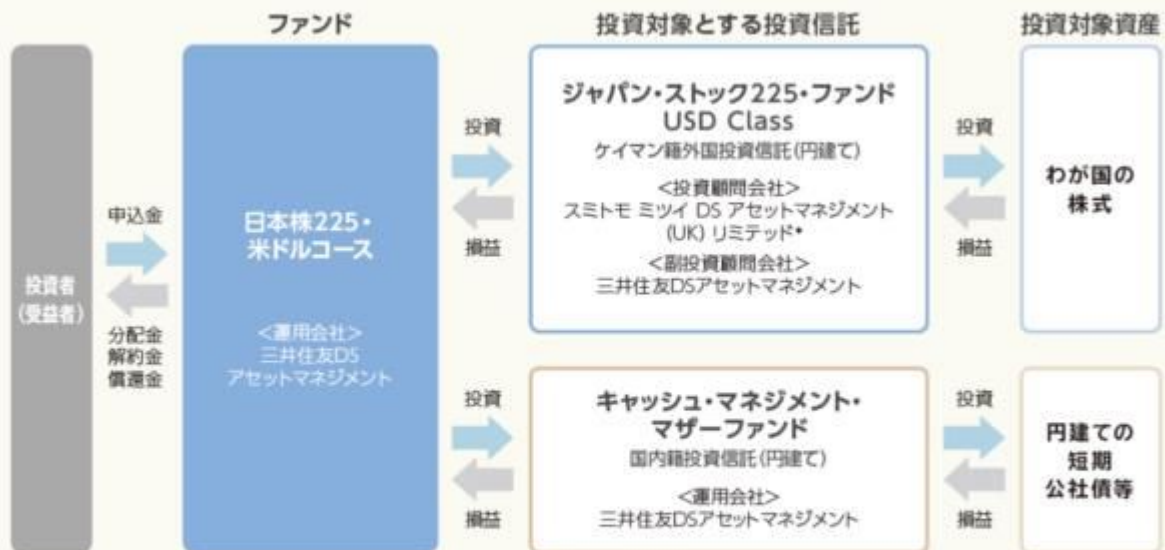 ファンド
投資対象とする投資信託
投資対象資産
投資者
(受益者)
申込金
分配金
解約金
償還金
日本株225・
米ドルコース
<運用会社>
三井住友DS
アセットマネジメント
投資
損益
ジャパン・ストック225・ファンド
USD Class
ケイマン籍外国投資信託(円建て)
<投資顧問会社>
スミトモ ミツイ DS アセットマネジメント
(UK) リミテッド*
<副投資顧問会社>
三井住友DSアセットマネジメント
投資
損益
わが国の
株式
投資
損益
キャッシュ・マネジメント・
マザーファンド
国内籍投資信託(円建て)
<運用会社>
三井住友DSアセットマネジメント
投資
損益
円建ての
短期
公社債等